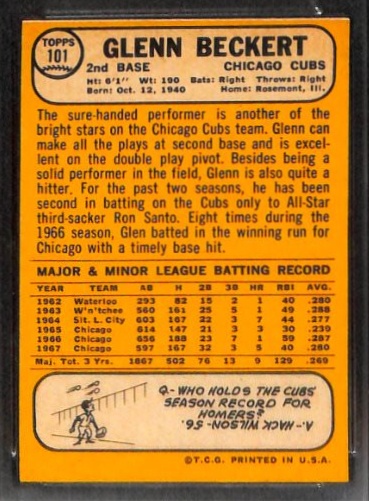 TOPPS
101
GLENN BECKERT
2nd BASE CHICAGO CUBS
Ht: 6'1" Wt: 190 Bats: Right Throws: Right
Born: Oct. 12, 1940 Home: Rosemont, Ill.
The sure-handed performer is another of the
bright stars on the Chicago Cubs team. Glenn can
make all the plays at second base and is excel-
lent on the double play pivot. Besides being a
solid performer in the field, Glenn is also quite a
hitter. For the past two seasons, he has been
second in batting on the Cubs only to All-Star
third-sacker Ron Santo. Eight times during the
1966 season, Glen batted in the winning run for
Chicago with a timely base hit.
MAJOR & MINOR LEAGUE BATTING RECORD
YEAR TEAM AB H 2B 3B HR RBI AVG.
1962 Waterloo 293 82 15 2 1 40 .280
1963 W'n'tchee 560 161 25 5 1 49 .288
1964 Slt. L. City 603 167 22 7 3 44 .277
1965 Chicago 614 147 21 3 3 30 .239
1966 Chicago 656 188 23 7 1 59 .287
1967 Chicago 597 167 32 3 5 40 .280
Maj. Tot. 3 Yrs. 1867 502 76 13 9 129 .269
Q.-WHO HOLDS THE CUBS'
SEASON RECORD FOR
HOMERS?
A.-HACK WILSON-56.
©T.C.G. PRINTED IN U.S.A.